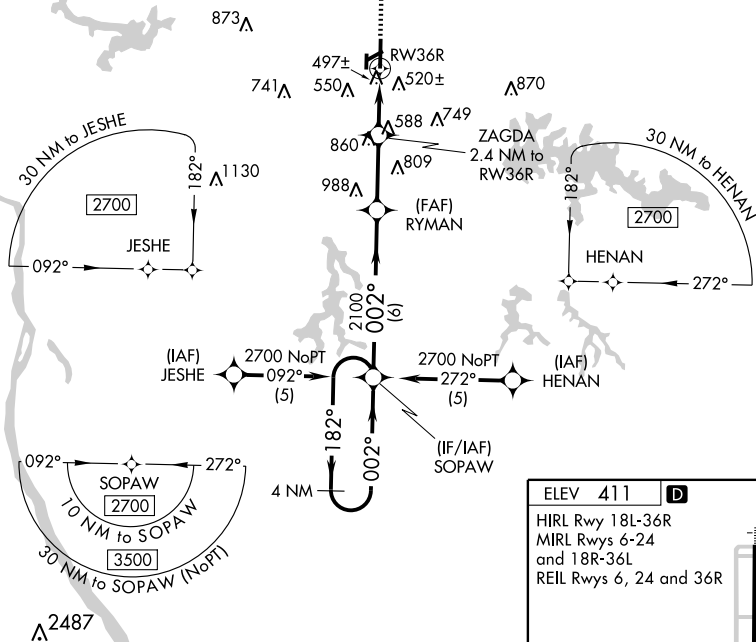 873
RW36R
497±
520±
741
550
870
588
749
860
ZAGDA
2.4 NM to
RW36R
809
988
(FAF)
RYMAN
30 NM to JESHE
182°
1130
2700
JESHE
092°
30 NM to HENAN
182°
2700
HENAN
272°
2100
002°
(6)
(IAF)
JESHE
2700 NoPT
092°
(5)
2700 NoPT
272°
(5)
(IAF)
HENAN
182°
002°
(IF/IAF)
SOPAW
4 NM
092°
272°
SOPAW
2700
10 NM to SOPAW
3500
30 NM to SOPAW (NoPT)
2487
ELEV 411 D
HIRL Rwy 18L-36R
MIRL Rwys 6-24
and 18R-36L
REIL Rwys 6, 24 and 36R